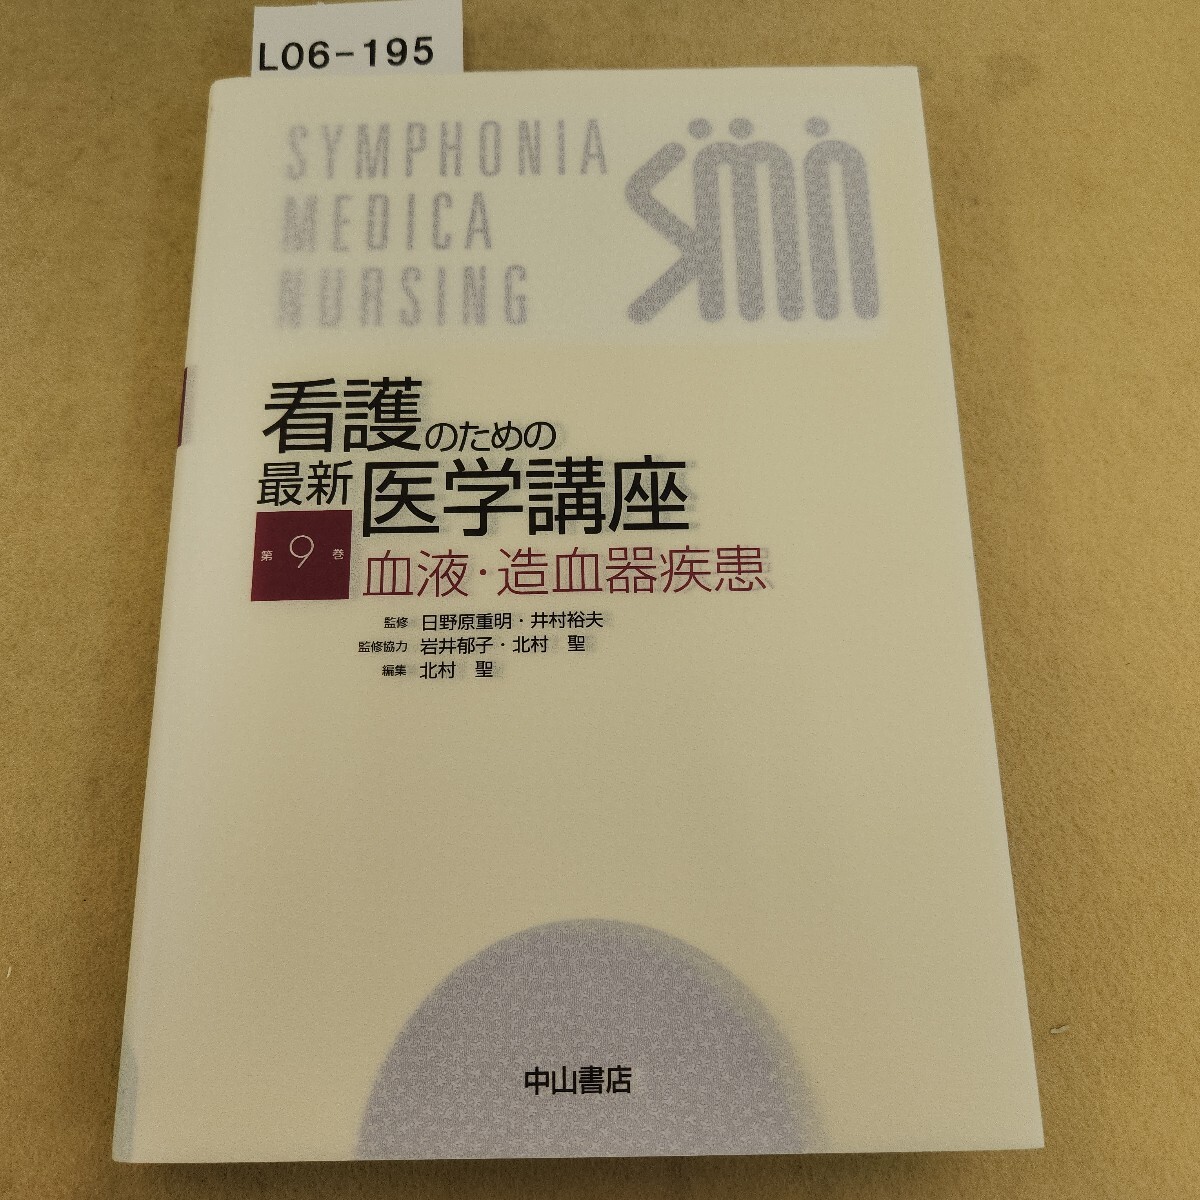 L06-195
SYMPHONIA
MEDICA
NURSING
看護のための
最新医学講座
第9巻
血液・造血器疾患
監修 日野原重明・井村裕夫
監修協力 岩井郁子・北村 聖
編集 北村 聖
中山書店